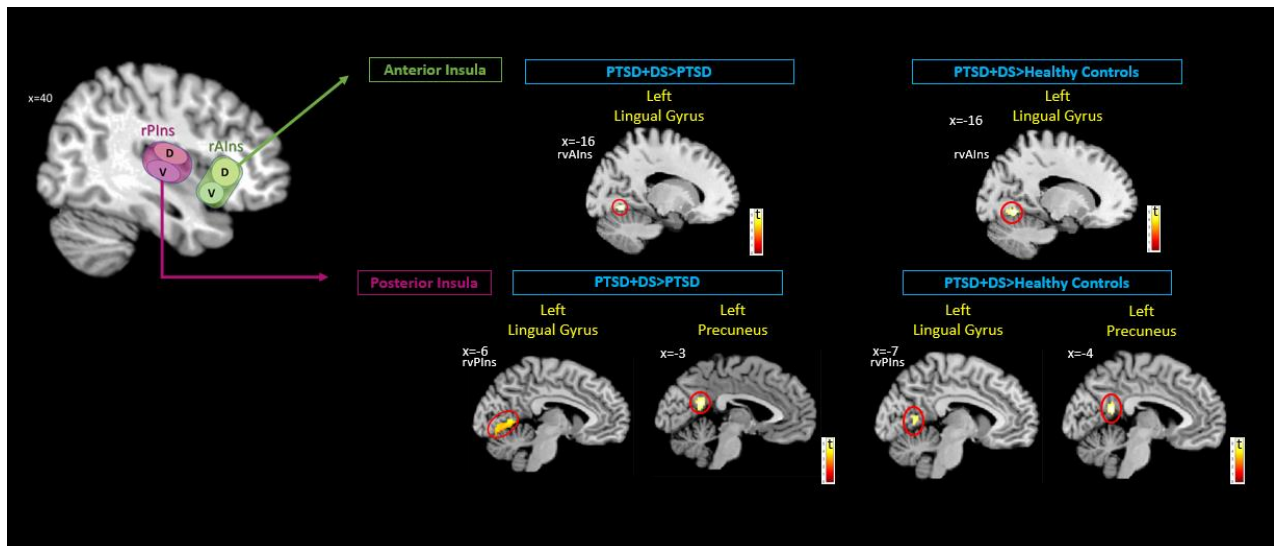 x=40
rPIns
D
V
rAIns
D
V
Anterior Insula
PTSD+DS>PTSD
Left
Lingual Gyrus
x=-16
rvAIns
t
PTSD+DS>Healthy Controls
Left
Lingual Gyrus
x=-16
rvAIns
t
Posterior Insula
PTSD+DS>PTSD
Left
Lingual Gyrus
x=-6
rvPIns
Left
Precuneus
x=-3
t
PTSD+DS>Healthy Controls
Left
Lingual Gyrus
x=-7
rvPIns
Left
Precuneus
x=-4
t